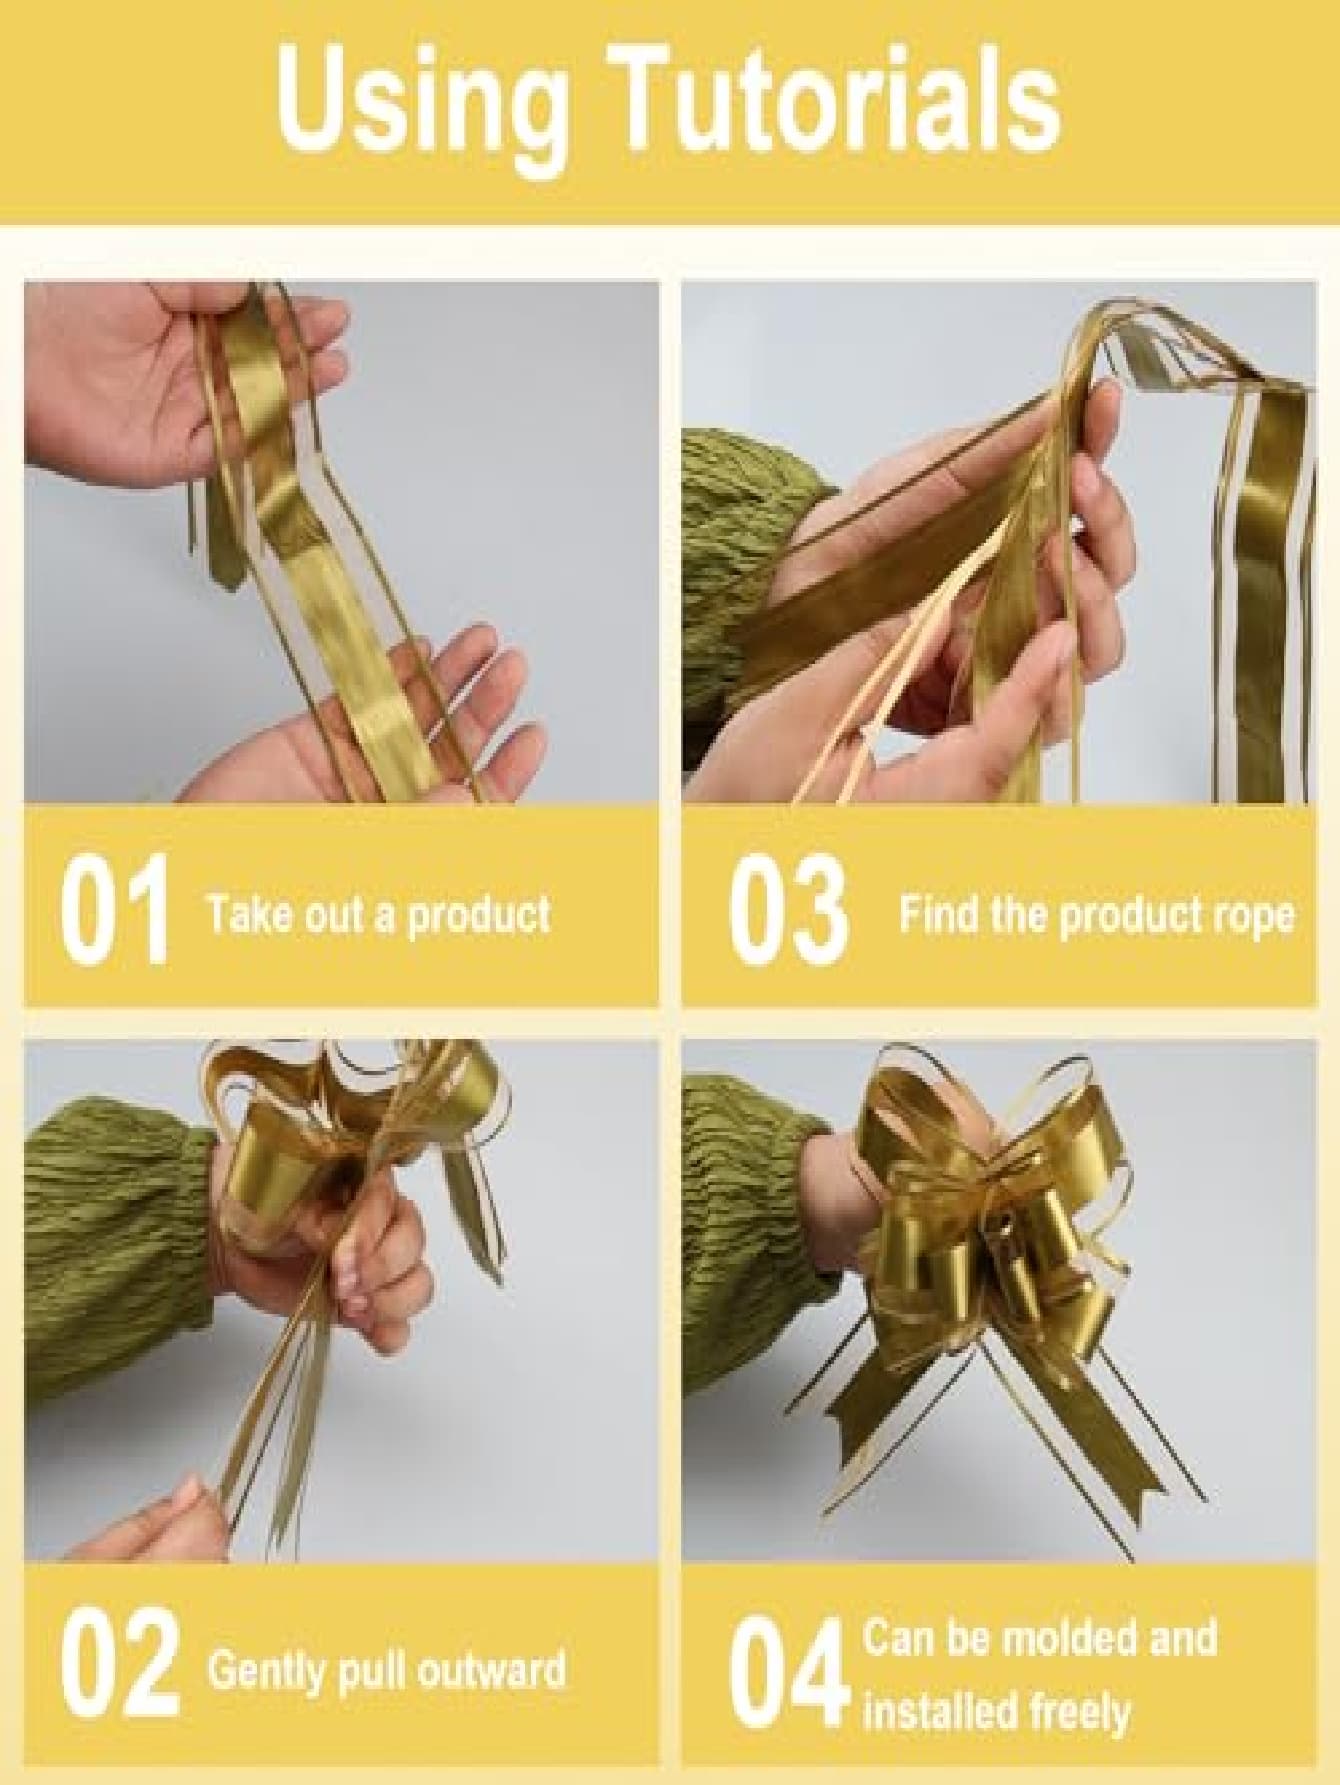 Using Tutorials
01 Take out a product
03 Find the product rope
02 Gently pull outward
04 Can be molded and
installed freely